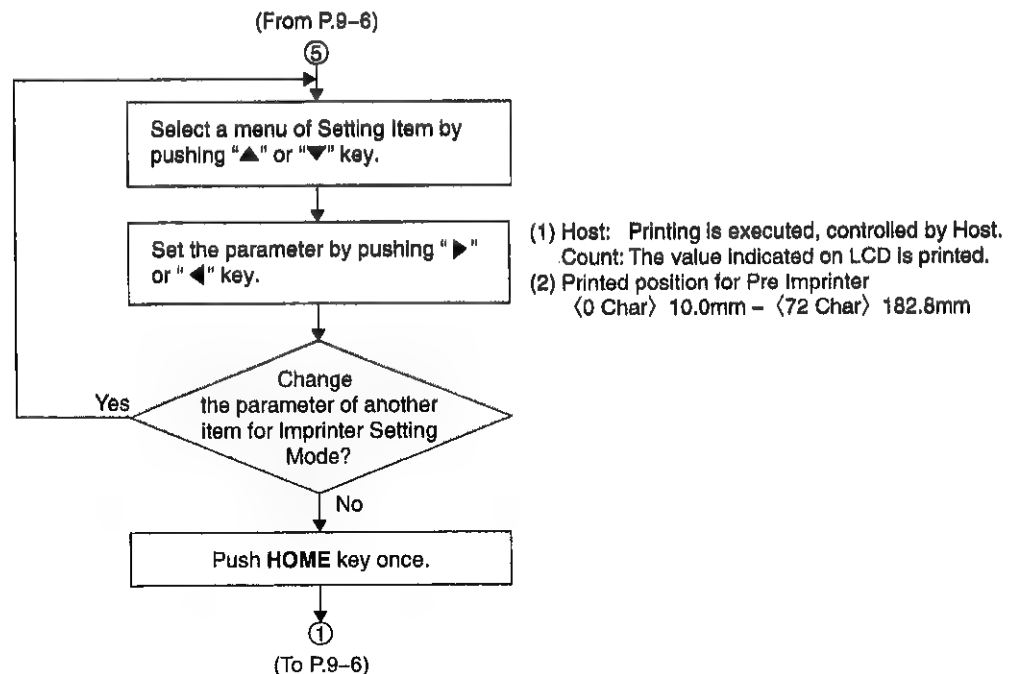 (From P.9–6)
⑤
Select a menu of Setting Item by
pushing “▲” or “▼” key.
Set the parameter by pushing “ ▶”
or “ ◀” key.
(1) Host: Printing is executed, controlled by Host.
Count: The value indicated on LCD is printed.
(2) Printed position for Pre Imprinter
〈0 Char〉 10.0mm – 〈72 Char〉 182.8mm
Change
the parameter of another
item for Imprinter Setting
Mode?
Yes
No
Push HOME key once.
①
(To P.9–6)